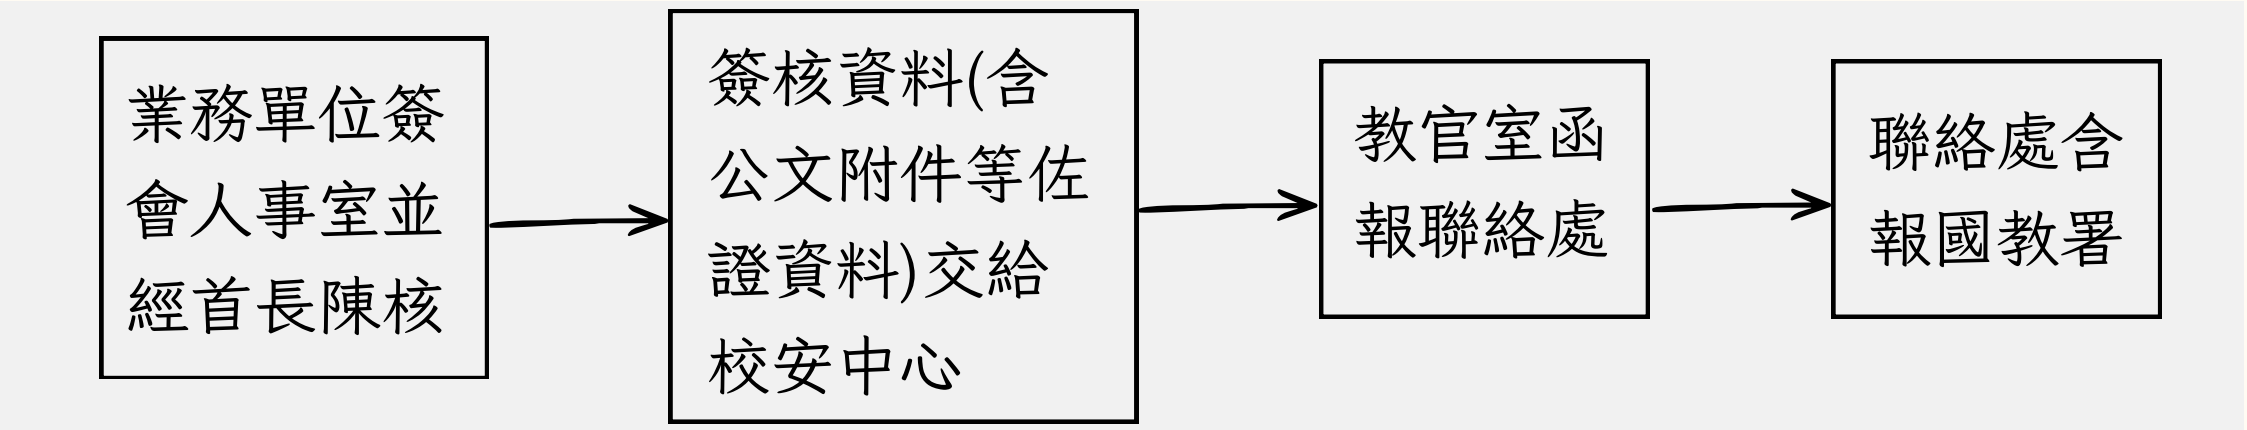 業務單位簽
會人事室並
經首長陳核
簽核資料(含
公文附件等佐
證資料)交給
校安中心
教官室函
報聯絡處
聯絡處含
報國教署